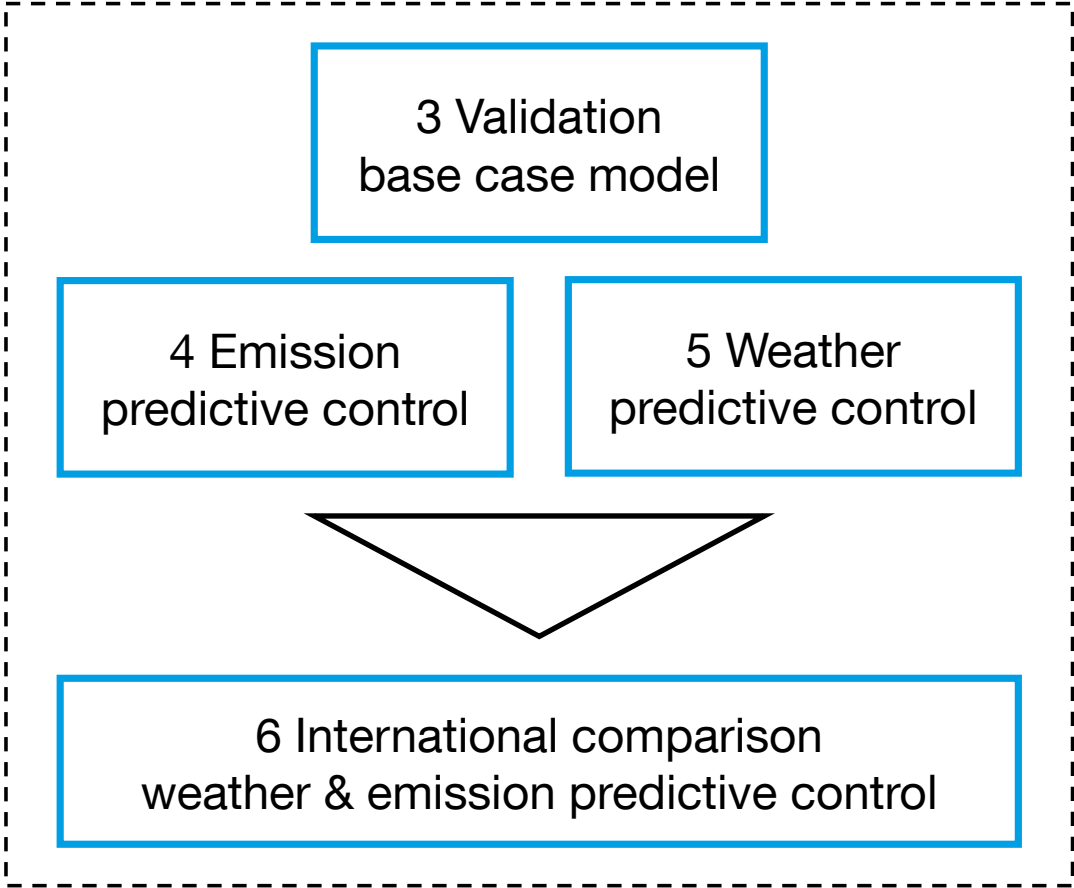 3 Validation
base case model
4 Emission
predictive control
5 Weather
predictive control
6 International comparison
weather & emission predictive control